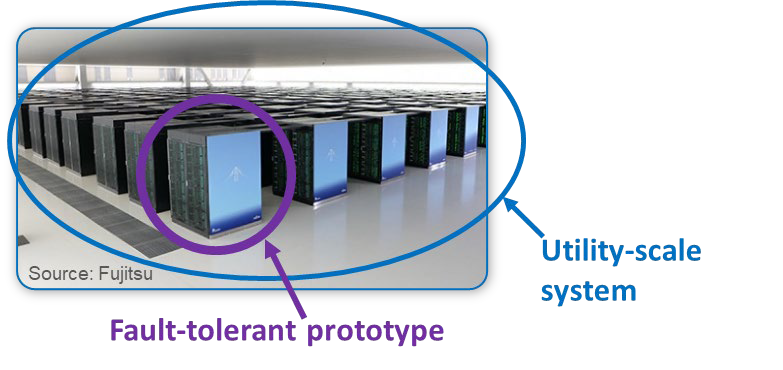 Source: Fujitsu
Utility-scale
system
Fault-tolerant prototype